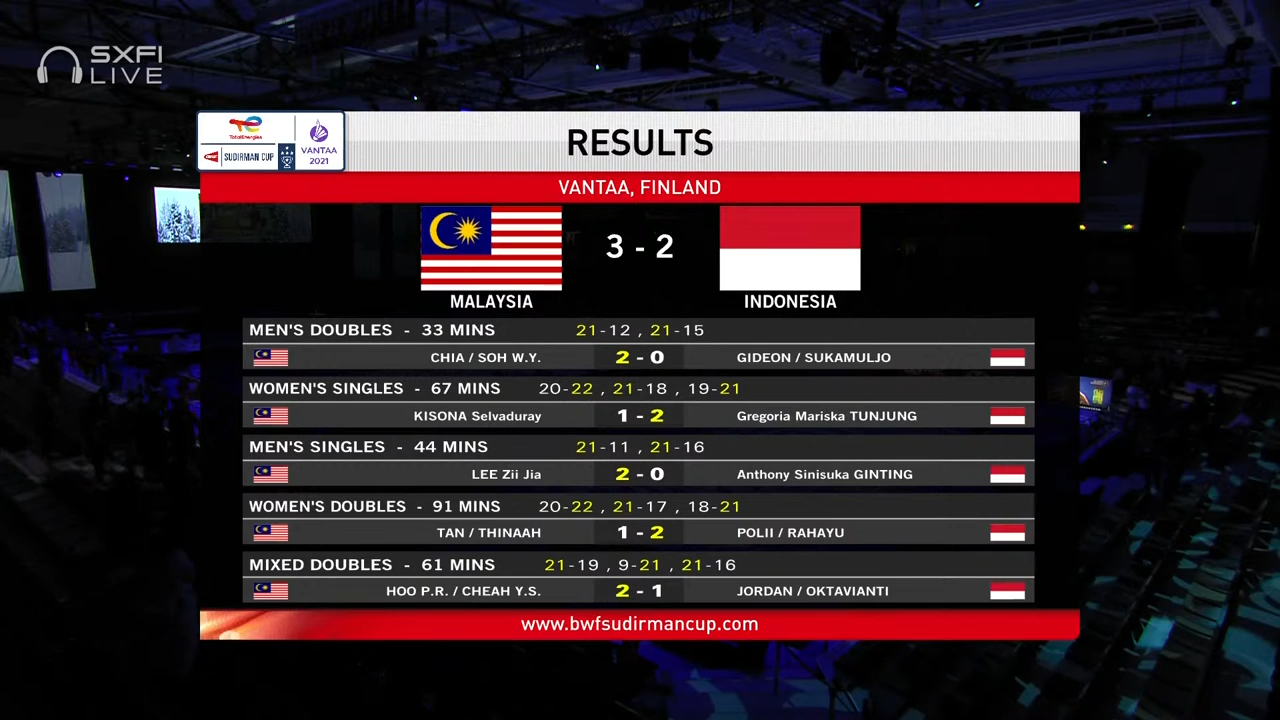 SXFI
LIVE
TotalEnergies
BWF SUDIRMAN CUP
VANTAA
2021
RESULTS
VANTAA, FINLAND
3 - 2
MALAYSIA INDONESIA
MEN'S DOUBLES - 33 MINS 21-12 , 21-15
CHIA / SOH W.Y. 2 - 0 GIDEON / SUKAMULJO
WOMEN'S SINGLES - 67 MINS 20-22 , 21-18 , 19-21
KISONA Selvaduray 1 - 2 Gregoria Mariska TUNJUNG
MEN'S SINGLES - 44 MINS 21-11 , 21-16
LEE Zii Jia 2 - 0 Anthony Sinisuka GINTING
WOMEN'S DOUBLES - 91 MINS 20-22 , 21-17 , 18-21
TAN / THINAAH 1 - 2 POLII / RAHAYU
MIXED DOUBLES - 61 MINS 21-19 , 9-21 , 21-16
HOO P.R. / CHEAH Y.S. 2 - 1 JORDAN / OKTAVIANTI
www.bwfsudirmancup.com